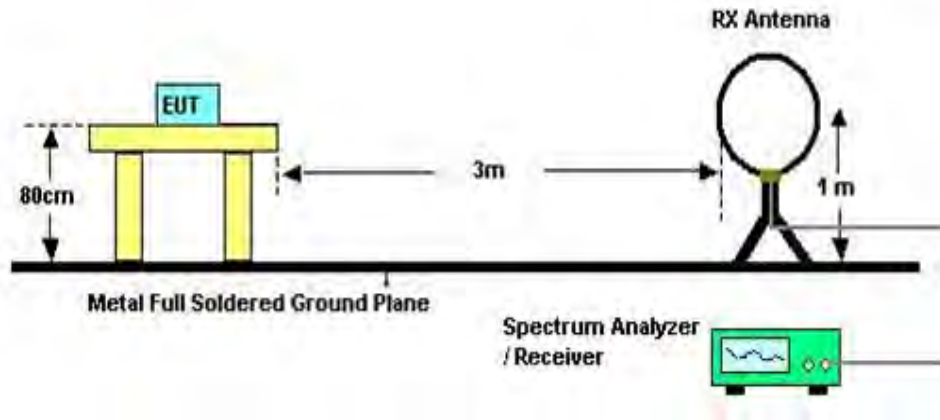 RX Antenna
EUT
80cm
3m
1 m
Metal Full Soldered Ground Plane
Spectrum Analyzer
/ Receiver